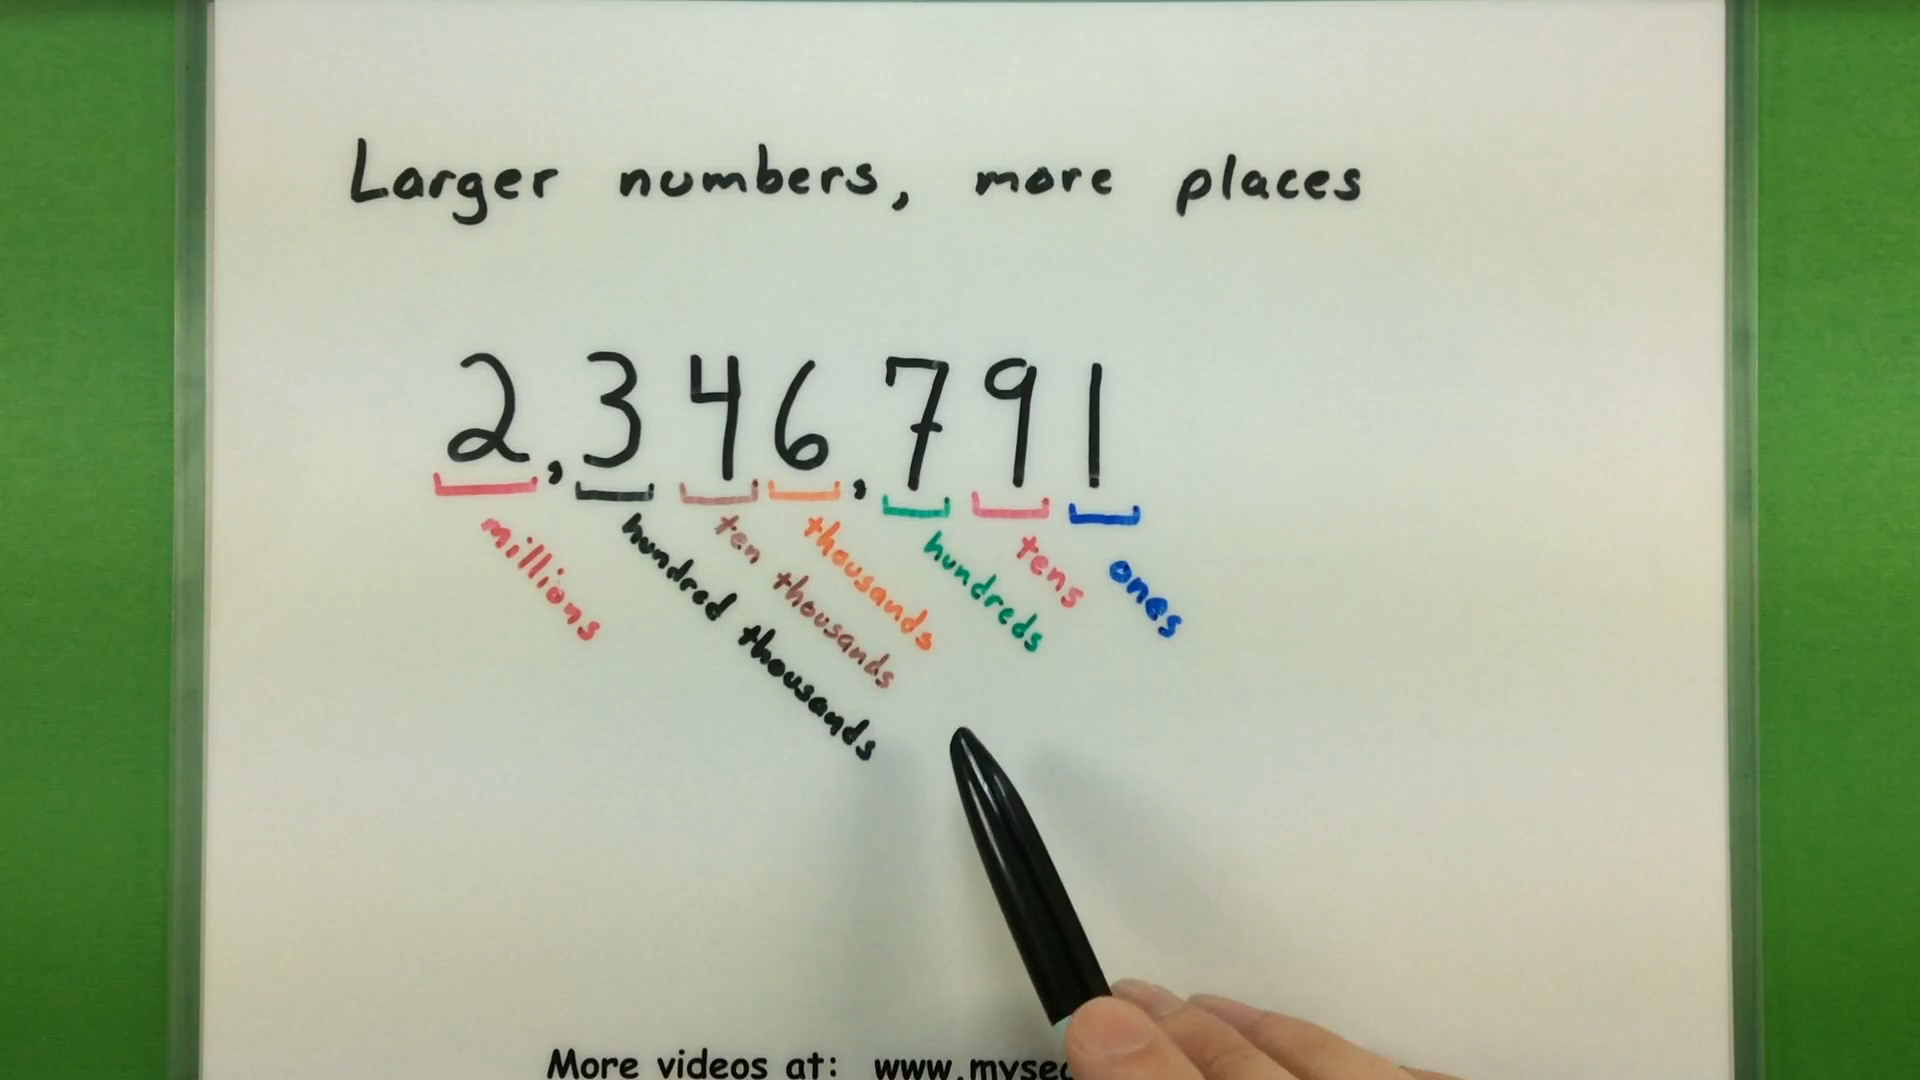 Larger numbers, more places
2,346,791
millions
hundred thousands
ten thousands
thousands
hundreds
tens
ones
More videos at: www.myse